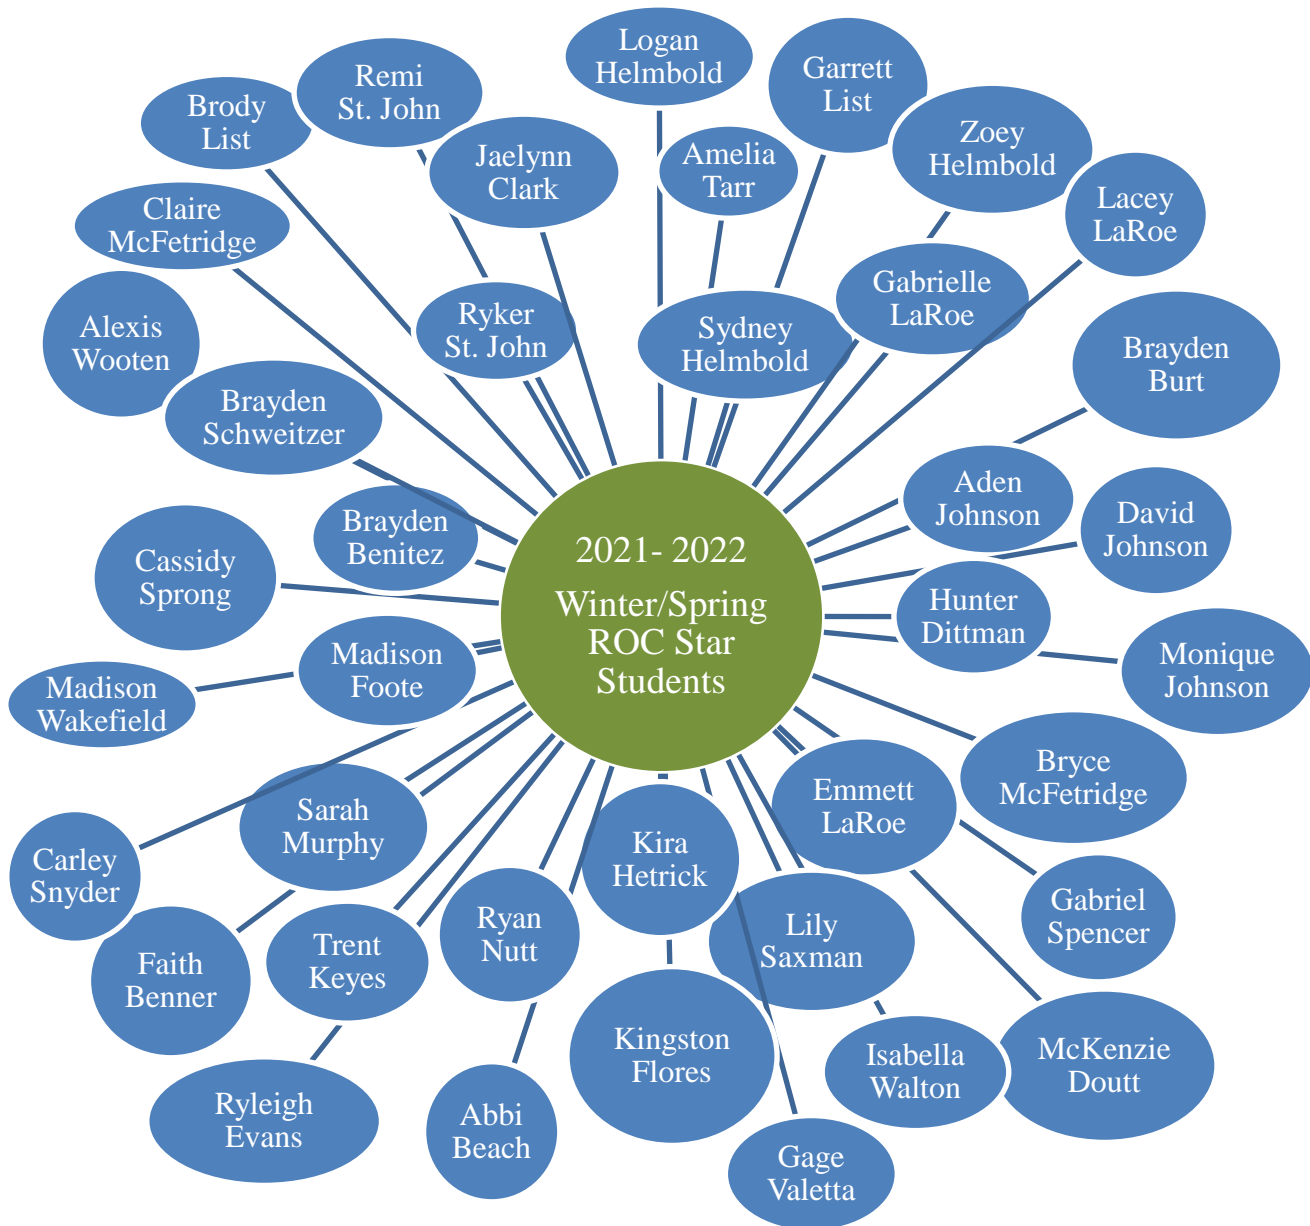 Logan
Helmbold
Garrett
List
Remi
St. John
Brody
List
Zoey
Helmbold
Jaelynn
Clark
Amelia
Tarr
Lacey
LaRoe
Claire
McFetridge
Gabrielle
LaRoe
Alexis
Wooten
Ryker
St. John
Sydney
Helmbold
Brayden
Burt
Brayden
Schweitzer
Aden
Johnson
David
Johnson
Brayden
Benitez
Cassidy
Sprong
2021- 2022
Winter/Spring
ROC Star
Students
Hunter
Dittman
Madison
Foote
Monique
Johnson
Madison
Wakefield
Bryce
McFetridge
Emmett
LaRoe
Sarah
Murphy
Kira
Hetrick
Carley
Snyder
Gabriel
Spencer
Ryan
Nutt
Lily
Saxman
Trent
Keyes
Faith
Benner
Kingston
Flores
Isabella
Walton
McKenzie
Doutt
Ryleigh
Evans
Abbi
Beach
Gage
Valetta